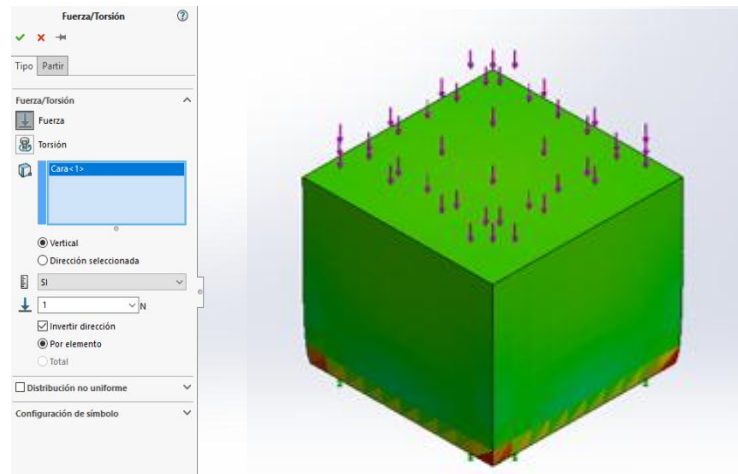 Fuerza/Torsión
Tipo Partir
Fuerza/Torsión
Fuerza
Torsión
Cara<1>
Vertical
Dirección seleccionada
SI
1 N
Invertir dirección
Por elemento
Total
Distribución no uniforme
Configuración de símbolo